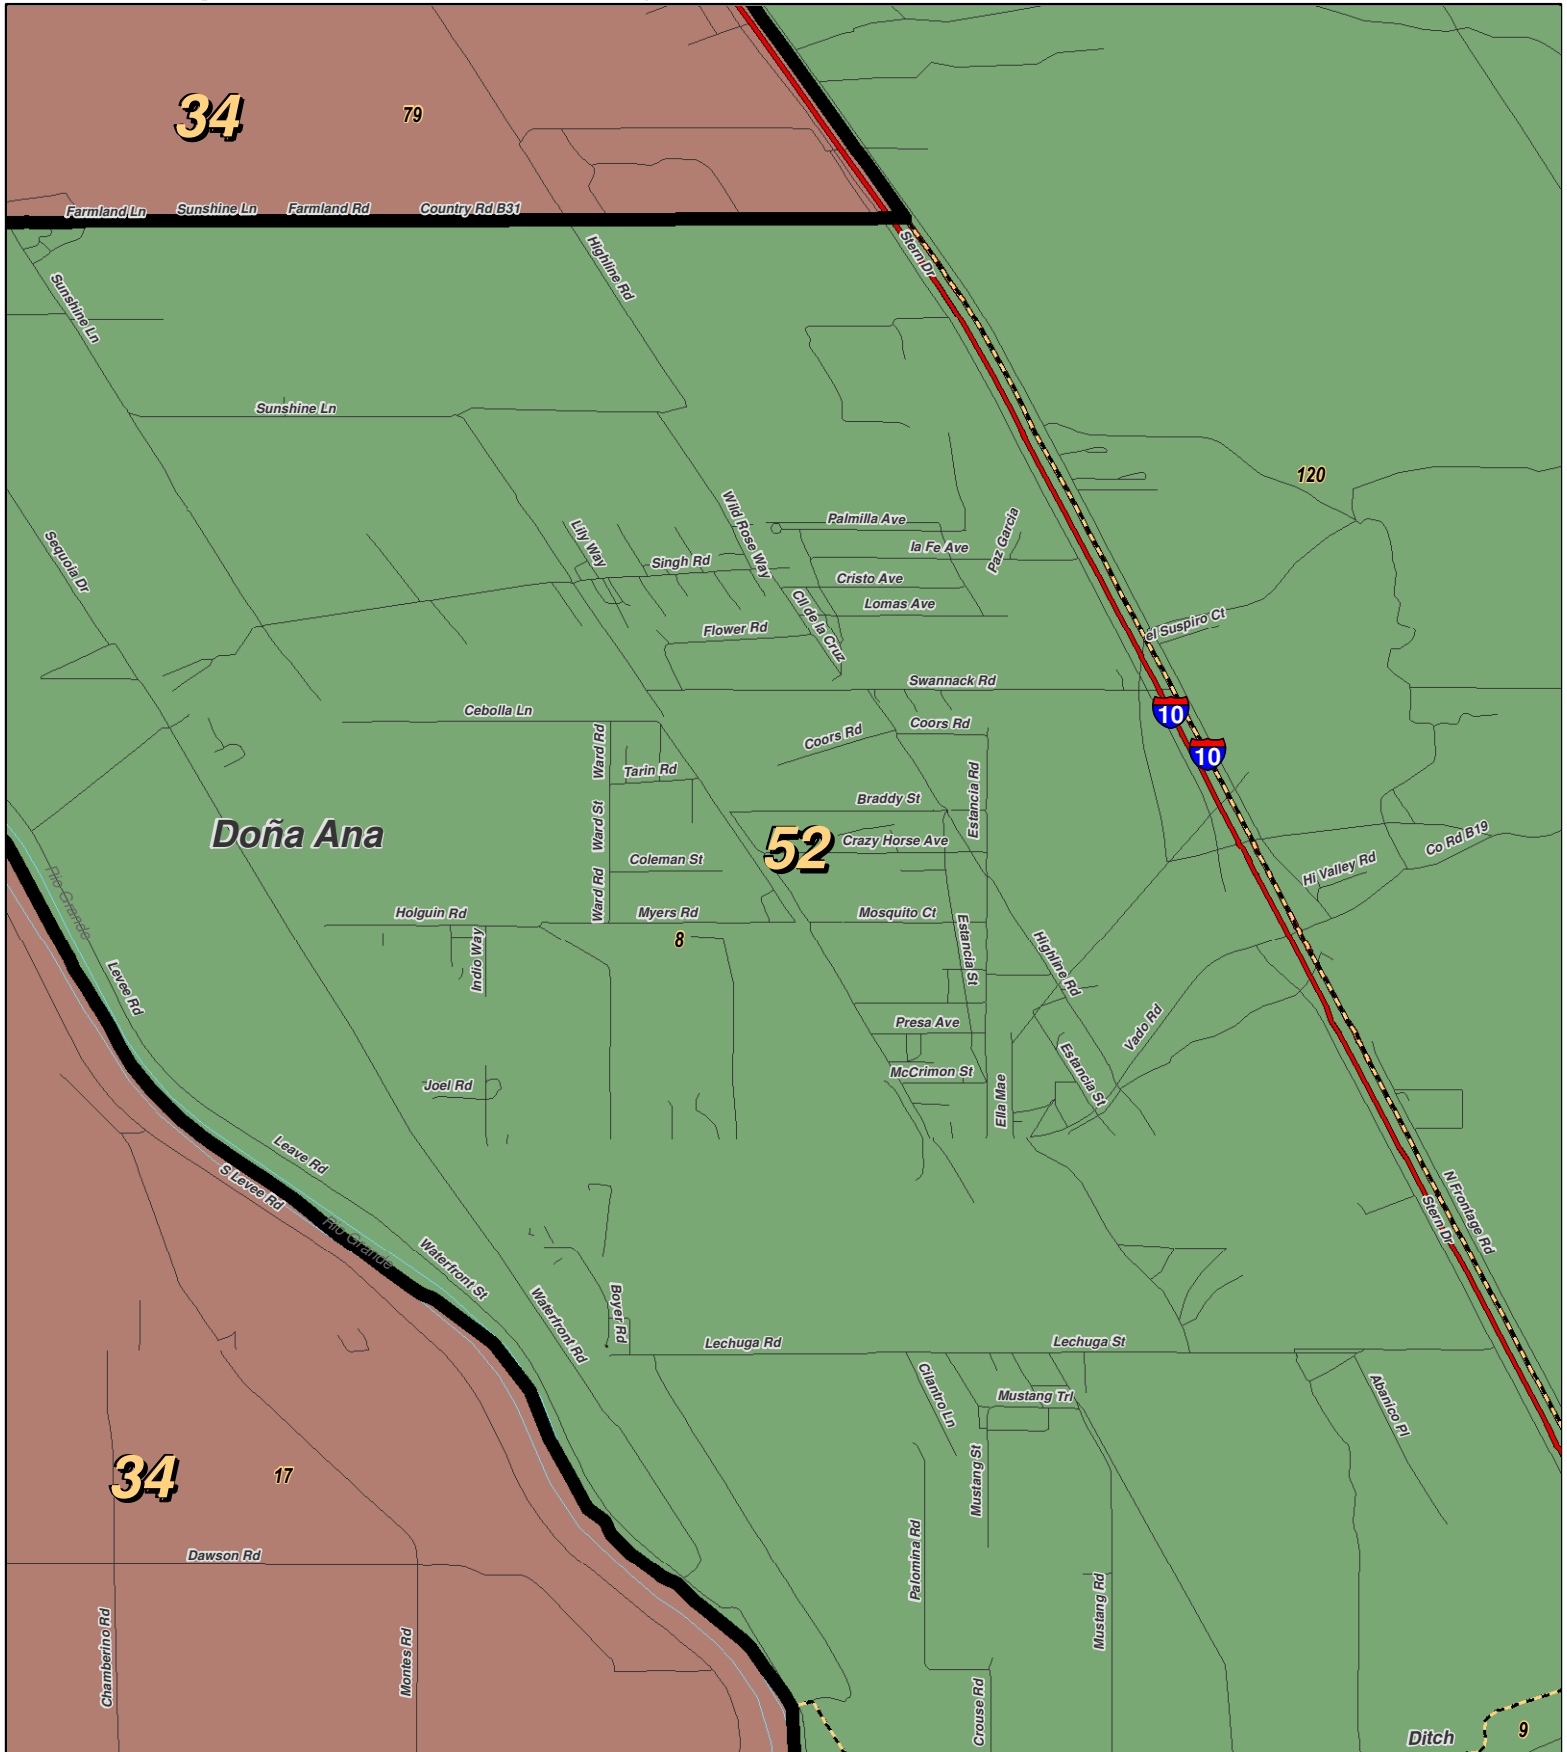 34
79
Farmland Ln
Sunshine Ln
Farmland Rd
Country Rd B31
Stern Dr
Highline Rd
Sunshine Ln
Sunshine Ln
120
Wild Rose Way
Palmilla Ave
Paz Garcia
Lily Way
la Fe Ave
Sequoia Dr
Singh Rd
Cristo Ave
Lomas Ave
Cll de la Cruz
Flower Rd
el Suspiro Ct
Swannack Rd
Cebolla Ln
10
Coors Rd
Coors Rd
Ward Rd
10
Tarin Rd
Estancia Rd
Braddy St
Ward St
Doña Ana
52
Crazy Horse Ave
Co Rd B19
Coleman St
Hi Valley Rd
Rio Grande
Ward Rd
Holguin Rd
Myers Rd
Mosquito Ct
8
Indio Way
Estancia St
Highline Rd
Levee Rd
Presa Ave
Vado Rd
McCrimon St
Estancia St
Joel Rd
Ella Mae
Leave Rd
S Levee Rd
N Frontage Rd
Stern Dr
Rio Grande
Waterfront St
Waterfront Rd
Boyer Rd
Lechuga Rd
Lechuga St
Cilantro Ln
Mustang Trl
Abanico Pl
34
17
Mustang St
Dawson Rd
Palomina Rd
Mustang Rd
Chamberino Rd
Montes Rd
Crouse Rd
Ditch
9